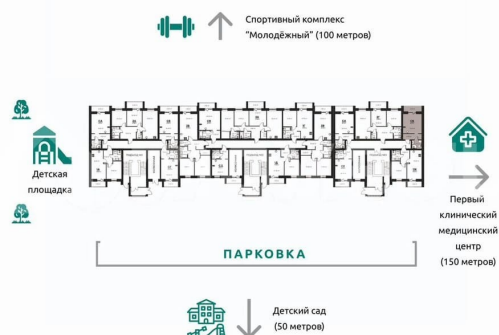 Спортивный комплекс
"Молодёжный" (100 метров)
Детская
площадка
Первый
клинический
медицинский
центр
(150 метров)
ПАРКОВКА
Детский сад
(50 метров)